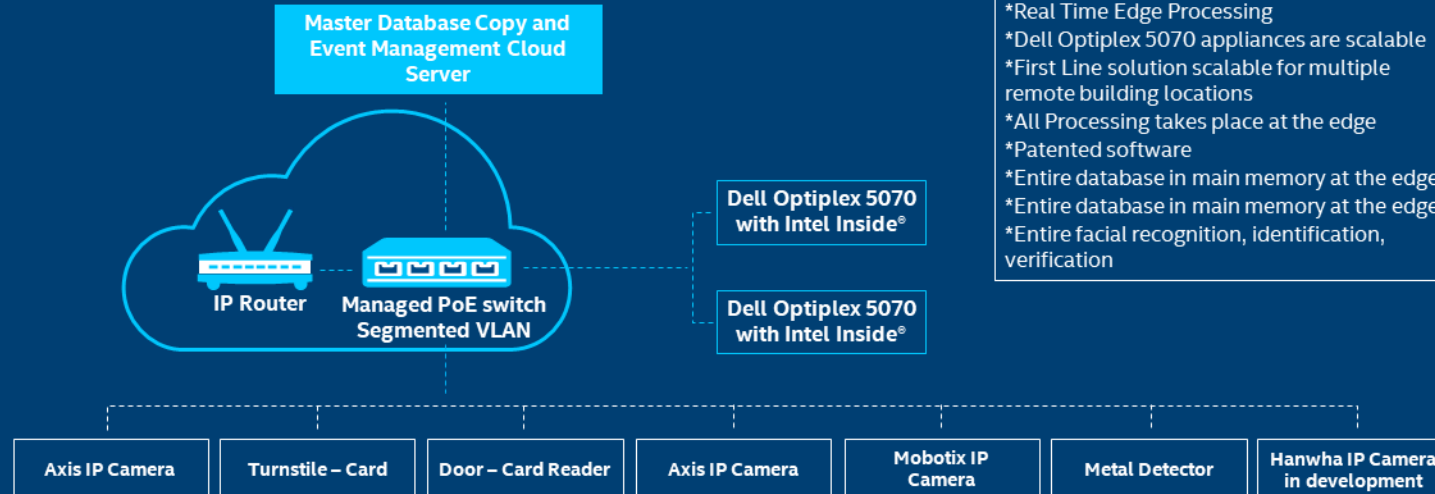 Master Database Copy and
Event Management Cloud
Server
*Real Time Edge Processing
*Dell Optiplex 5070 appliances are scalable
*First Line solution scalable for multiple
remote building locations
*All Processing takes place at the edge
*Patented software
*Entire database in main memory at the edge
*Entire database in main memory at the edge
*Entire facial recognition, identification,
verification
Dell Optiplex 5070
with Intel Inside®
IP Router
Managed PoE switch
Segmented VLAN
Dell Optiplex 5070
with Intel Inside®
Axis IP Camera
Turnstile – Card
Door – Card Reader
Axis IP Camera
Mobotix IP
Camera
Metal Detector
Hanwha IP Camera
in development